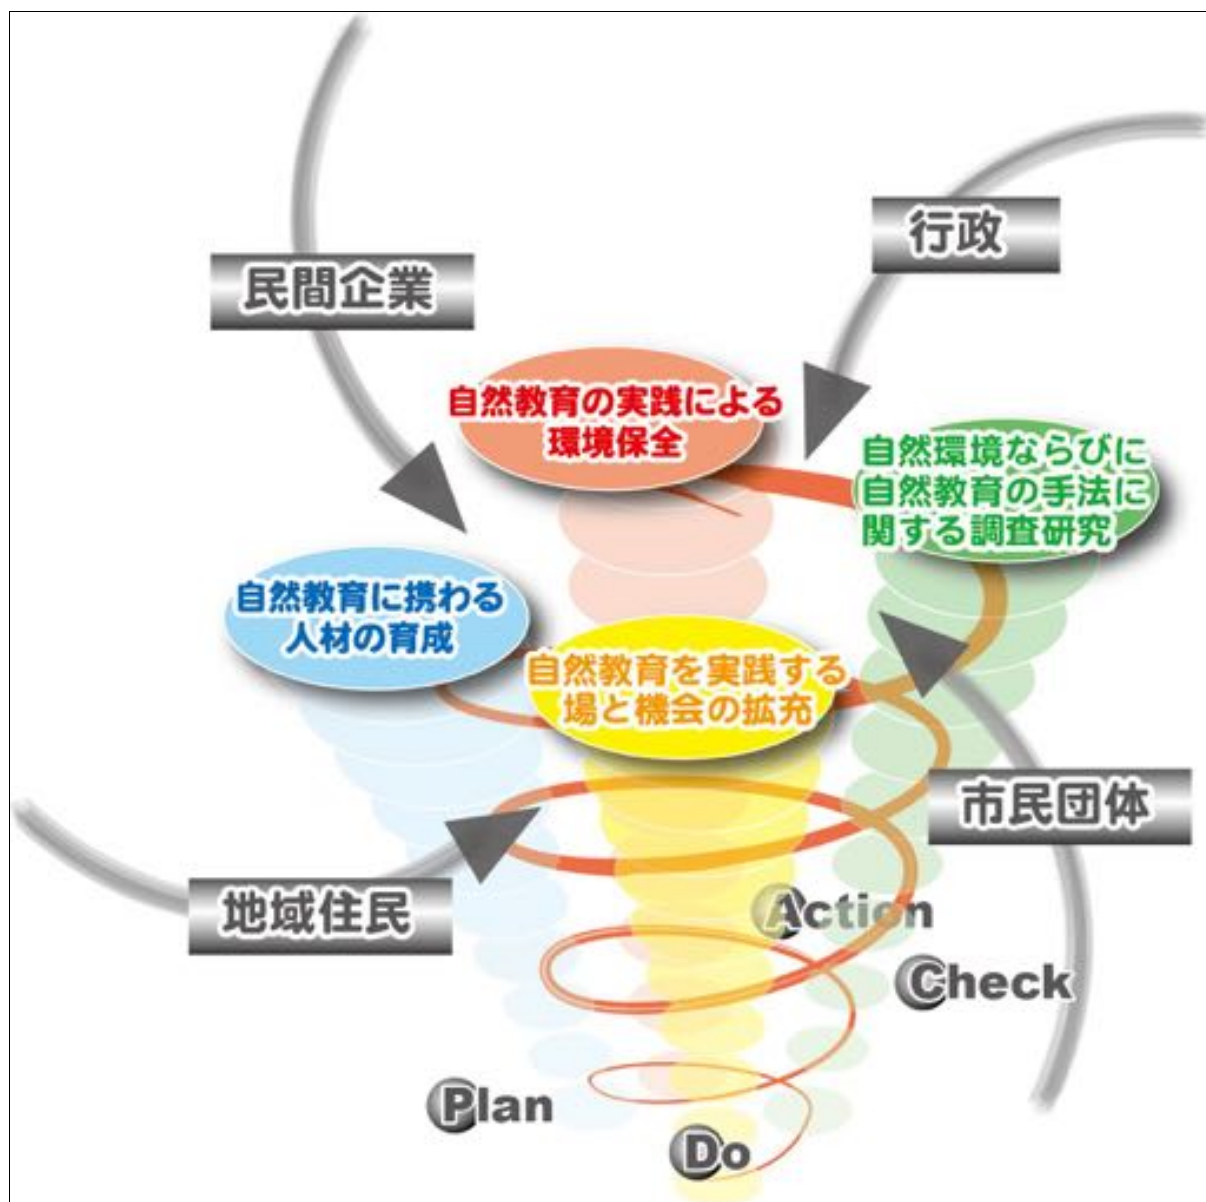 行政
民間企業
自然教育の実践による
環境保全
自然環境ならびに
自然教育の手法に
関する調査研究
自然教育に携わる
人材の育成
自然教育を実践する
場と機会の拡充
市民団体
地域住民
Action
Check
Plan
Do